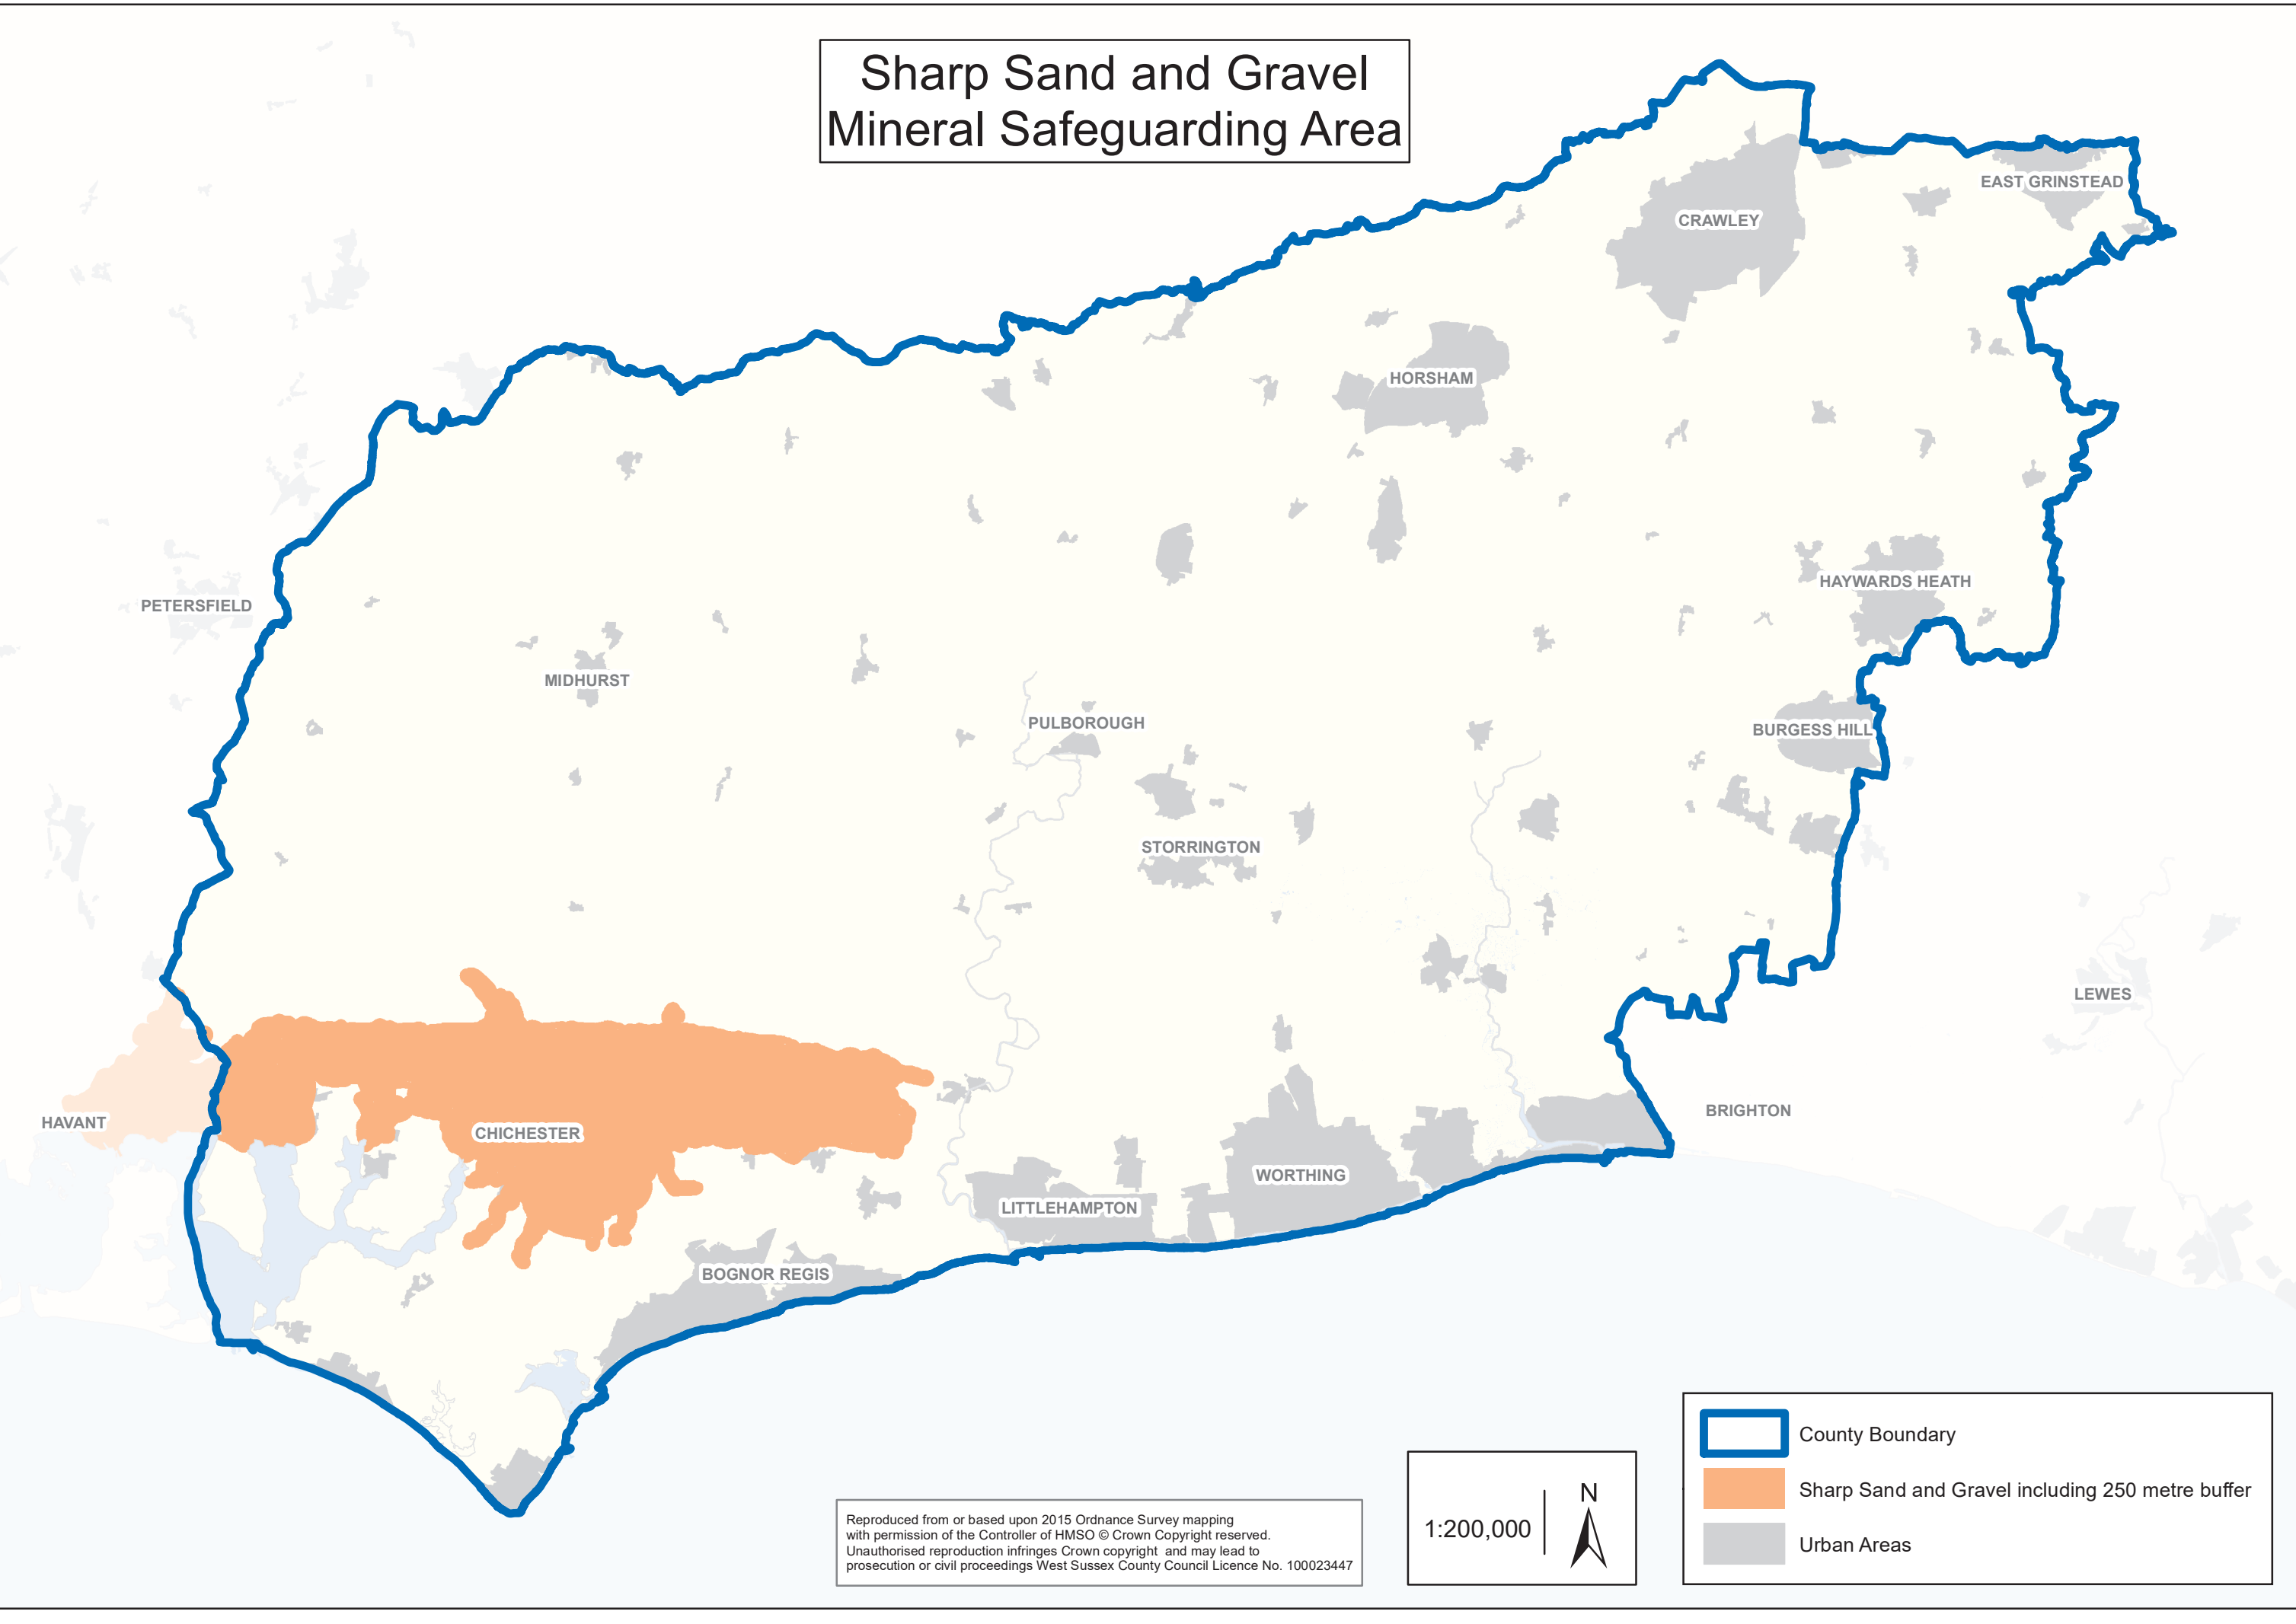 Sharp Sand and Gravel
Mineral Safeguarding Area
EAST GRINSTEAD
CRAWLEY
HORSHAM
HAYWARDS HEATH
PETERSFIELD
MIDHURST
PULBOROUGH
BURGESS HILL
STORRINGTON
LEWES
HAVANT
CHICHESTER
BRIGHTON
WORTHING
LITTLEHAMPTON
BOGNOR REGIS
County Boundary
Sharp Sand and Gravel including 250 metre buffer
Urban Areas
N
1:200,000
Reproduced from or based upon 2015 Ordnance Survey mapping
with permission of the Controller of HMSO © Crown Copyright reserved.
Unauthorised reproduction infringes Crown copyright and may lead to
prosecution or civil proceedings West Sussex County Council Licence No. 100023447